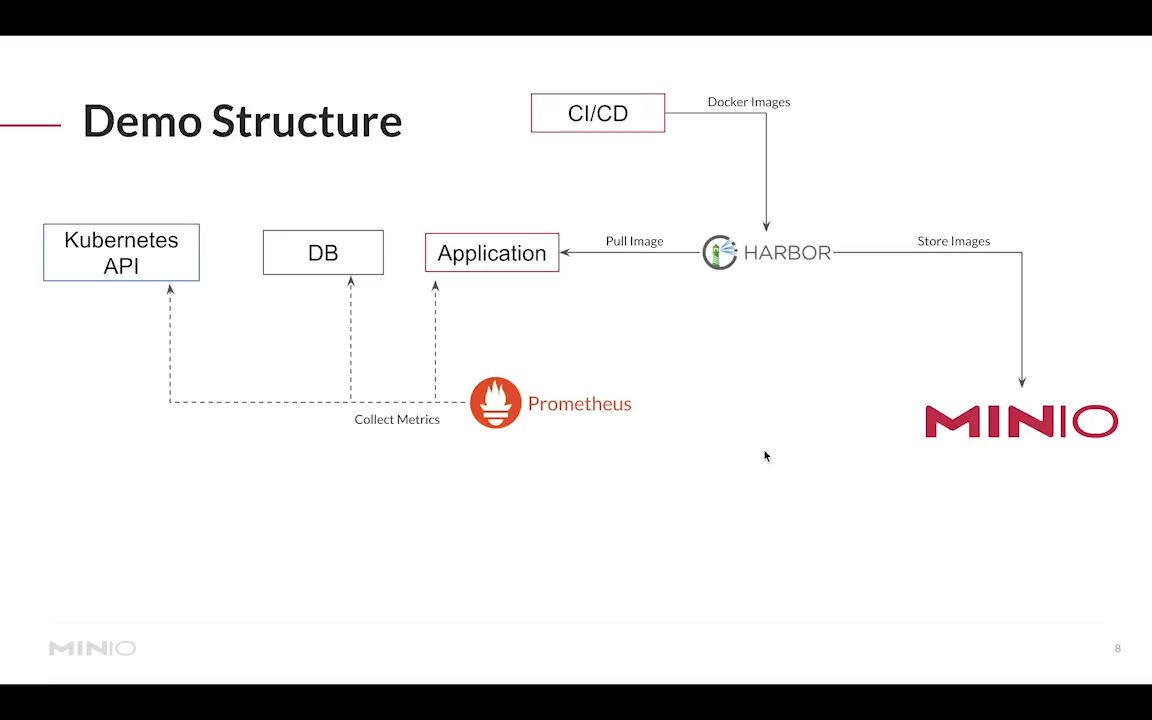 Demo Structure
CI/CD
Docker Images
Kubernetes
API
DB
Application
Pull Image
HARBOR
Store Images
Collect Metrics
Prometheus
MINIO
MINIO
8